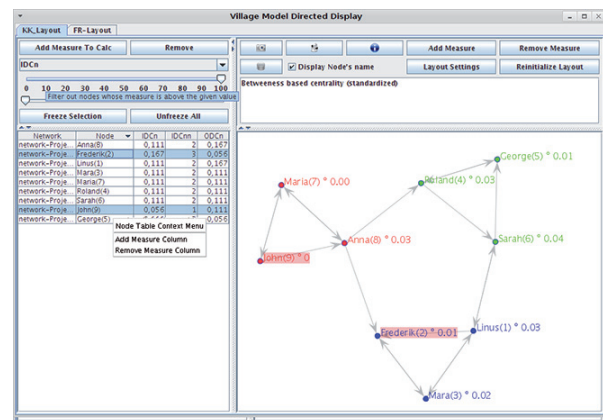 Village Model Directed Display
KK_Layout FR-Layout
Add Measure To Calc Remove
IDCn
0 10 20 30 40 50 60 70 80 90 100
Filter out nodes whose measure is above the given value
Freeze Selection Unfreeze All
Network Node IDCn IDCnn ODCn
network-Proje... Anna(8) 0,111 2 0,167
network-Proje... Frederik(2) 0,167 3 0,056
network-Proje... Linus(1) 0,111 2 0,167
network-Proje... Mara(3) 0,111 2 0,111
network-Proje... Maria(7) 0,111 2 0,111
network-Proje... Roland(4) 0,111 2 0,111
network-Proje... Sarah(6) 0,111 2 0,111
network-Proje... John(9) 0,056 1 0,111
network-Proje... George(5) 0,056
Node Table Context Menu
Add Measure Column
Remove Measure Column
Add Measure Remove Measure
Display Node's name Layout Settings Reinitialize Layout
Betweeness based centrality (standardized)
George(5) * 0.01
Maria(7) * 0.00
Roland(4) * 0.03
Anna(8) * 0.03
Sarah(6) * 0.04
John(9) * 0
Frederik(2) * 0.01
Linus(1) * 0.03
Mara(3) * 0.02